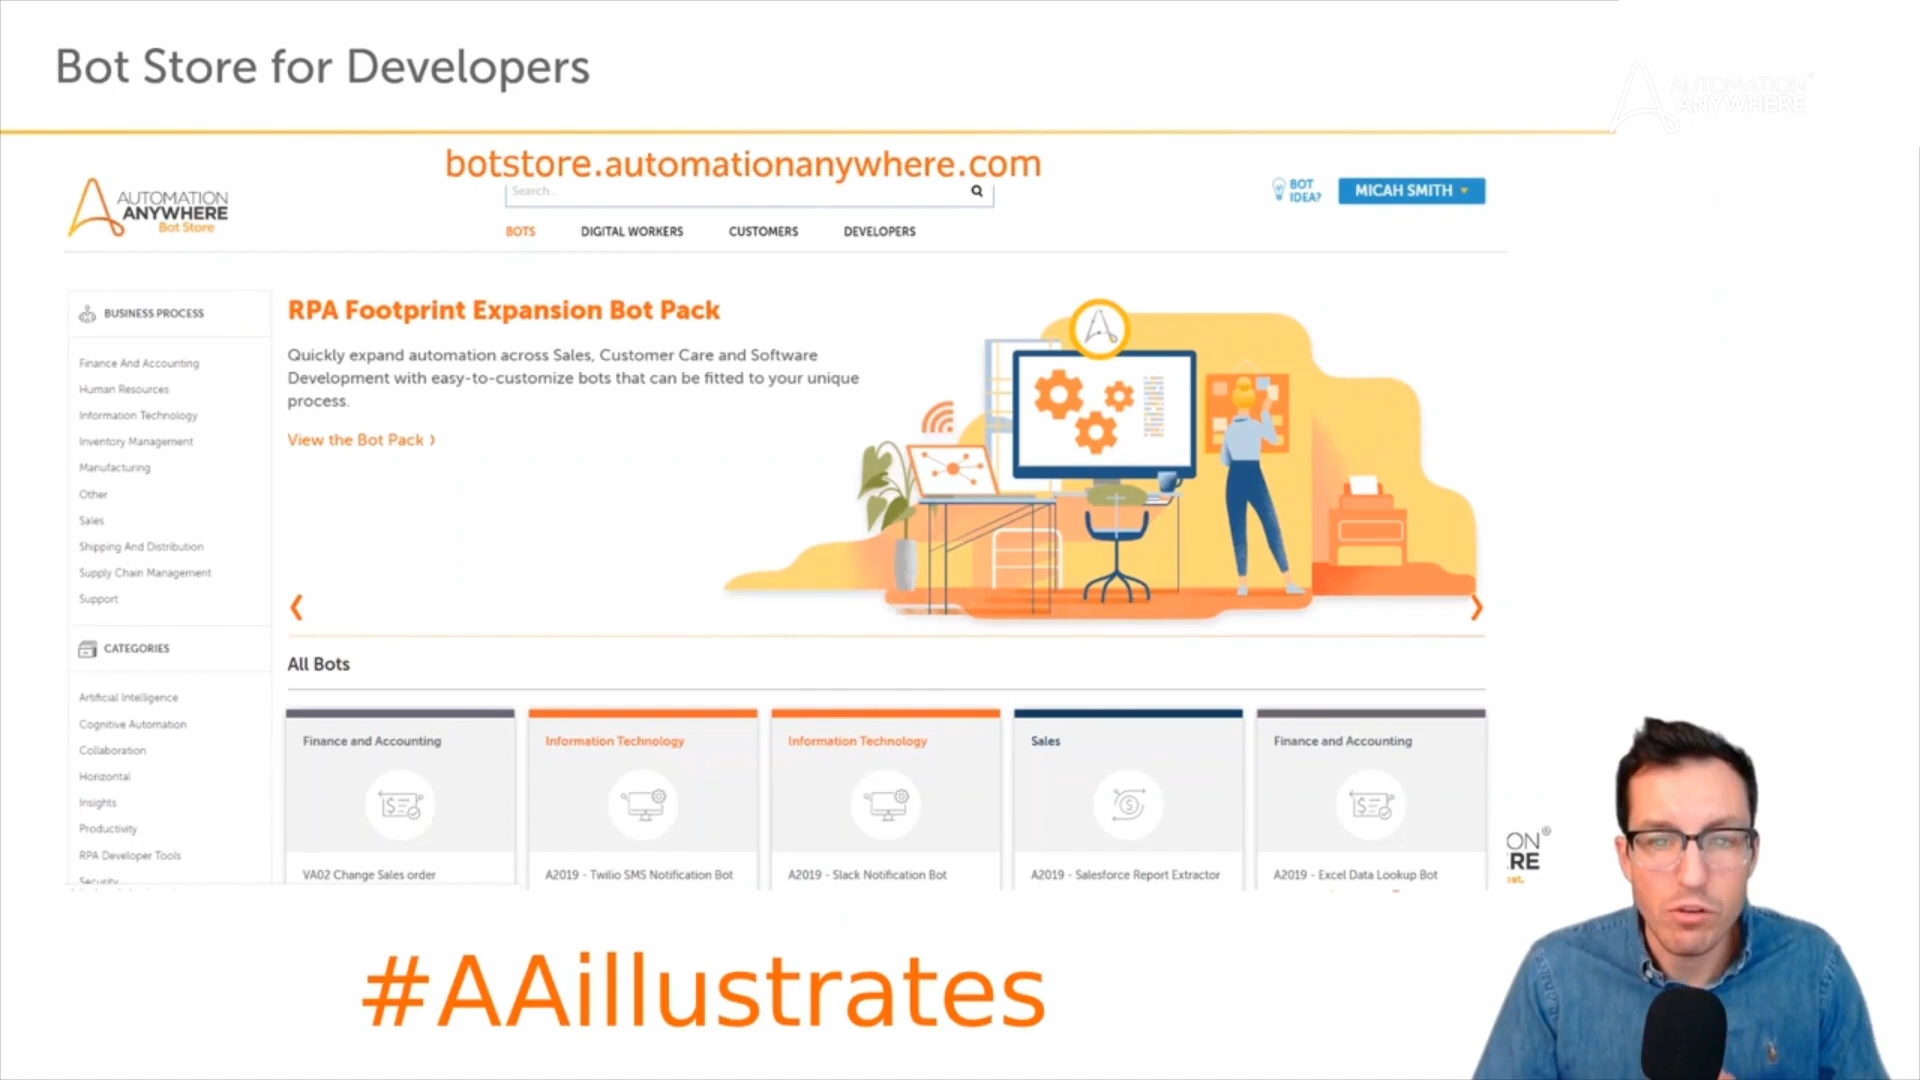 Bot Store for Developers
AUTOMATION
ANYWHERE
botstore.automationanywhere.com
AUTOMATION
ANYWHERE
Bot Store
Search...
BOT
IDEA?
MICAH SMITH
BOTS
DIGITAL WORKERS
CUSTOMERS
DEVELOPERS
BUSINESS PROCESS
Finance And Accounting
Human Resources
Information Technology
Inventory Management
Manufacturing
Other
Sales
Shipping And Distribution
Supply Chain Management
Support
CATEGORIES
Artificial Intelligence
Cognitive Automation
Collaboration
Horizontal
Insights
Productivity
RPA Developer Tools
Security
RPA Footprint Expansion Bot Pack
Quickly expand automation across Sales, Customer Care and Software
Development with easy-to-customize bots that can be fitted to your unique
process.
View the Bot Pack ›
All Bots
Finance and Accounting
VA02 Change Sales order
Information Technology
A2019 - Twilio SMS Notification Bot
Information Technology
A2019 - Slack Notification Bot
Sales
A2019 - Salesforce Report Extractor
Finance and Accounting
A2019 - Excel Data Lookup Bot
ON®
RE
#AAillustrates